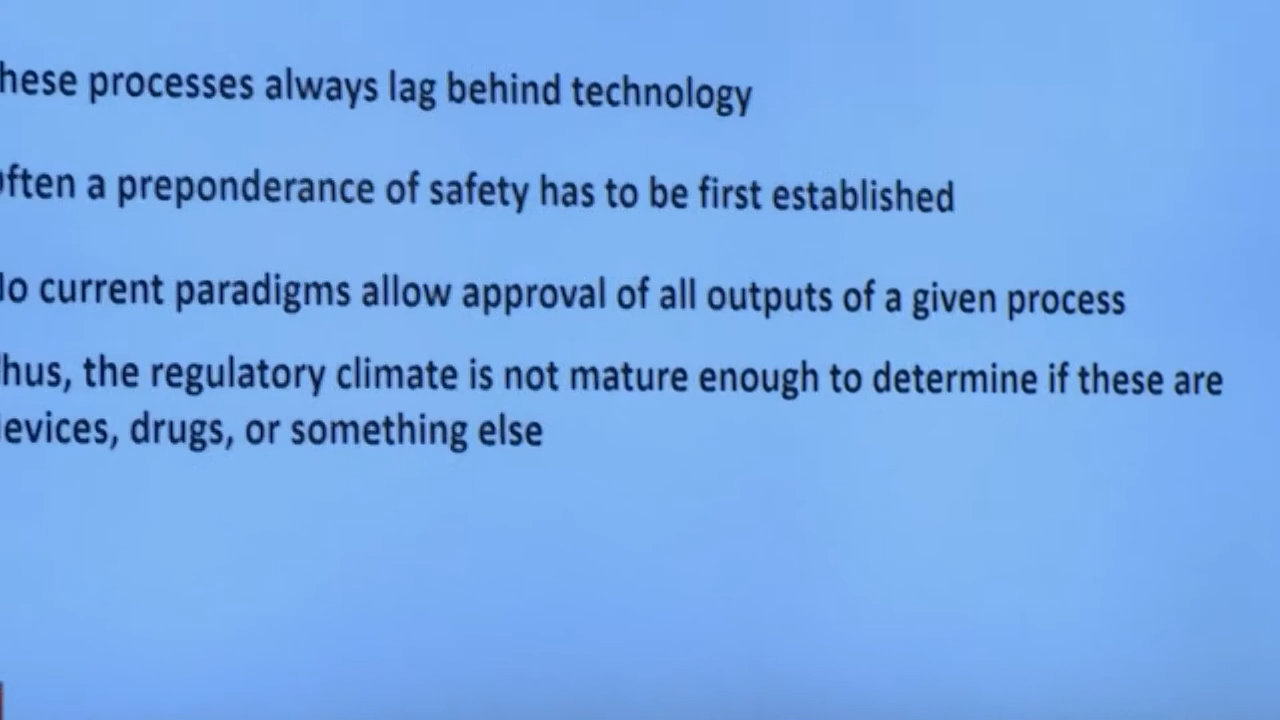 hese processes always lag behind technology
ften a preponderance of safety has to be first established
o current paradigms allow approval of all outputs of a given process
hus, the regulatory climate is not mature enough to determine if these are
evices, drugs, or something else